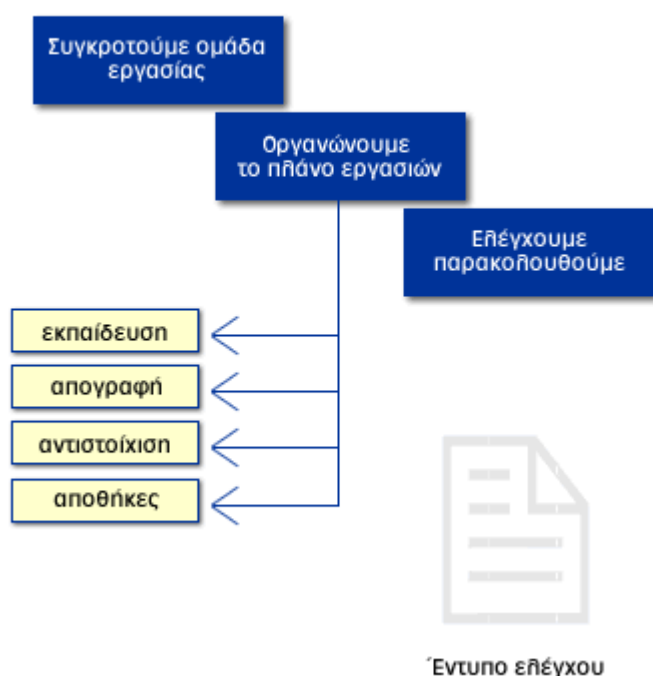 Συγκροτούμε ομάδα
εργασίας
Οργανώνουμε
το πλάνο εργασιών
Ελέγχουμε
παρακολουθούμε
εκπαίδευση
απογραφή
αντιστοίχιση
αποθήκες
Έντυπο ελέγχου